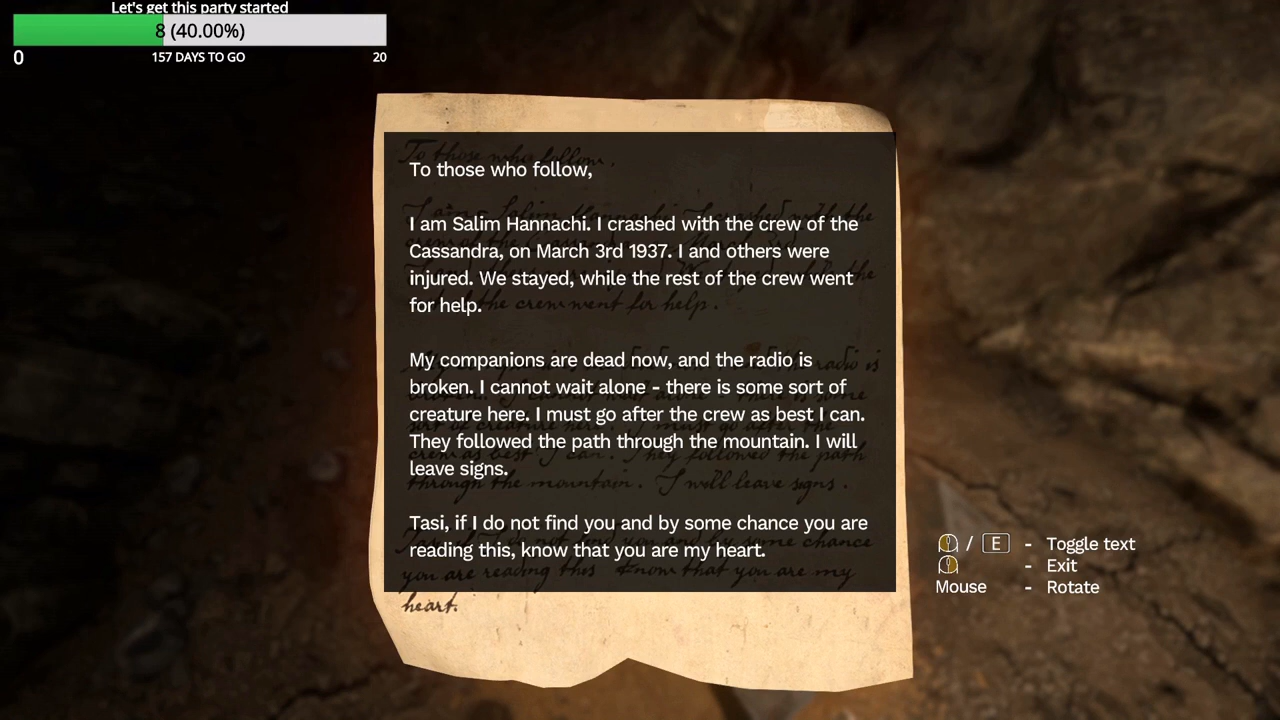 Let's get this party started
8 (40.00%)
0
157 DAYS TO GO
20
To those who follow.
To those who follow,
I am Salim Hannachi. I crashed with the crew of the
Cassandra, on March 3rd 1937. I and others were
injured. We stayed, while the rest of the crew went
for help.
My companions are dead now, and the radio is
broken. I cannot wait alone - there is some sort of
creature here. I must go after the crew as best I can.
They followed the path through the mountain. I will
leave signs.
Tasi, if I do not find you and by some chance you are
reading this, know that you are my heart.
heart.
/ E - Toggle text
- Exit
Mouse - Rotate